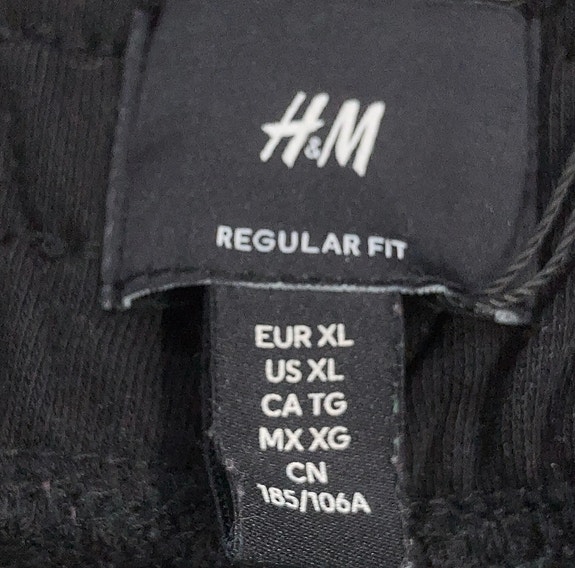 H&M
REGULAR FIT
EUR XL
US XL
CA TG
MX XG
CN
185/106A